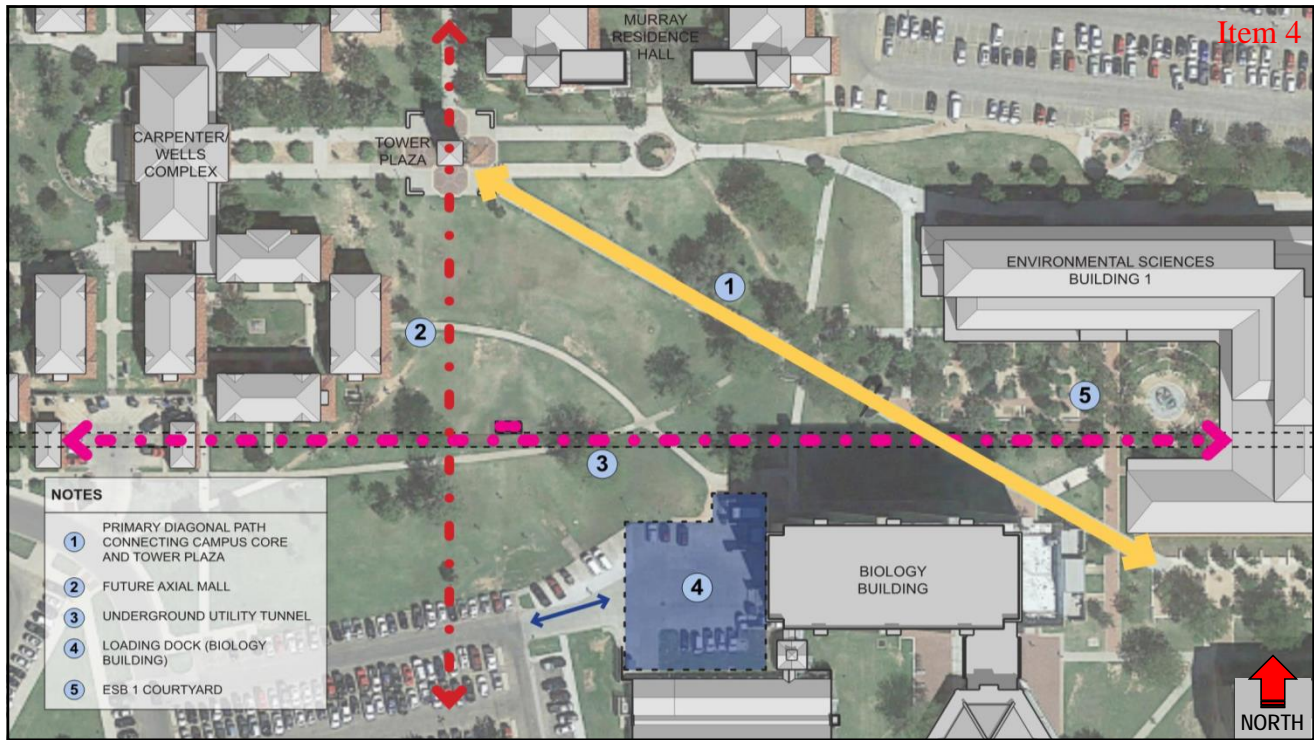 Item 4
MURRAY
RESIDENCE
HALL
CARPENTER/
WELLS
COMPLEX
TOWER
PLAZA
ENVIRONMENTAL SCIENCES
BUILDING 1
1
2
5
3
4
BIOLOGY
BUILDING
NOTES
1 PRIMARY DIAGONAL PATH
CONNECTING CAMPUS CORE
AND TOWER PLAZA
2 FUTURE AXIAL MALL
3 UNDERGROUND UTILITY TUNNEL
4 LOADING DOCK (BIOLOGY
BUILDING)
5 ESB 1 COURTYARD
NORTH